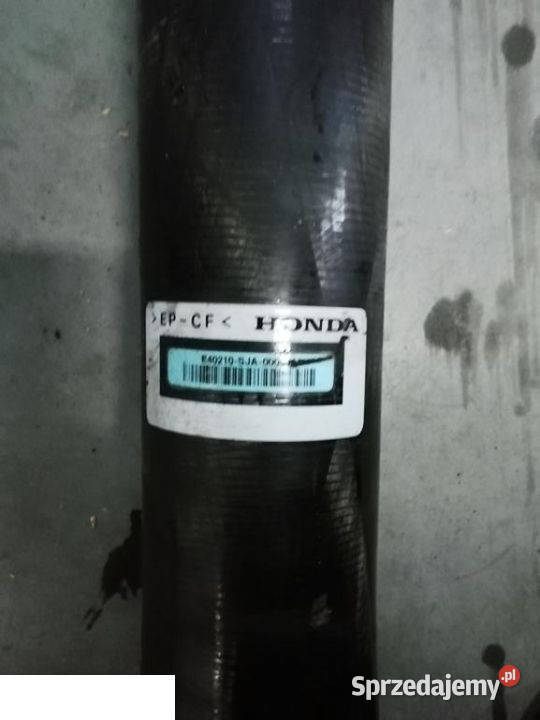 >EP-CF< HONDA
E40210-SJA-000
Sprzedajemy.pl